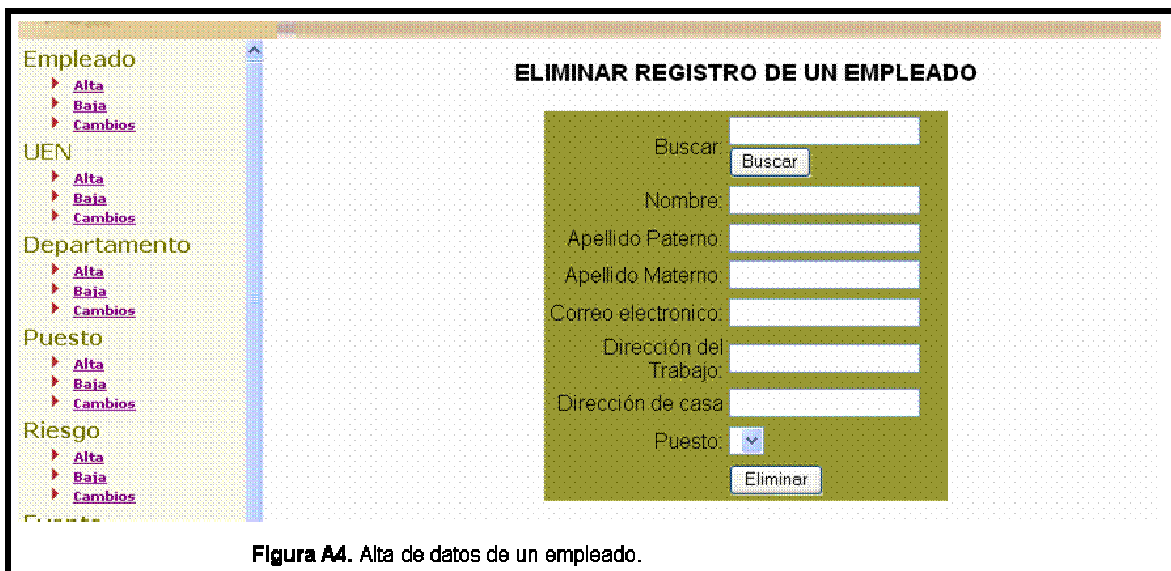 Empleado
Alta
Baja
Cambios
UEN
Alta
Baja
Cambios
Departamento
Alta
Baja
Cambios
Puesto
Alta
Baja
Cambios
Riesgo
Alta
Baja
Cambios
ELIMINAR REGISTRO DE UN EMPLEADO
Buscar:
Buscar
Nombre:
Apellido Paterno:
Apellido Materno:
Correo electronico:
Dirección del
Trabajo:
Dirección de casa
Puesto:
Eliminar
Figura A4. Alta de datos de un empleado.